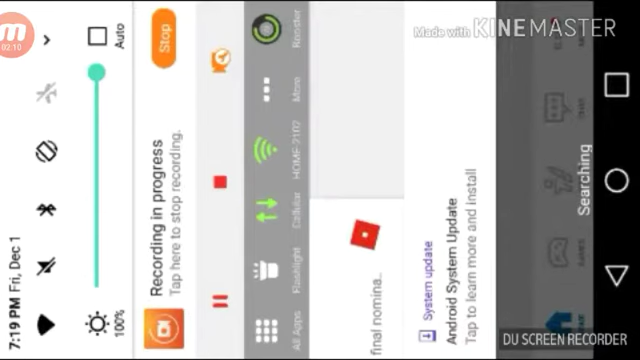 7:19 PM Fri, Dec 1
100%
Auto
Recording in progress
Tap here to stop recording.
Stop
All Apps
Flashlight
Cellular
HOME-2102
More
Booster
final nomina..
System update
Android System Update
Tap to learn more and install
Searching
02:10
Made with KINEMASTER
DU SCREEN RECORDER